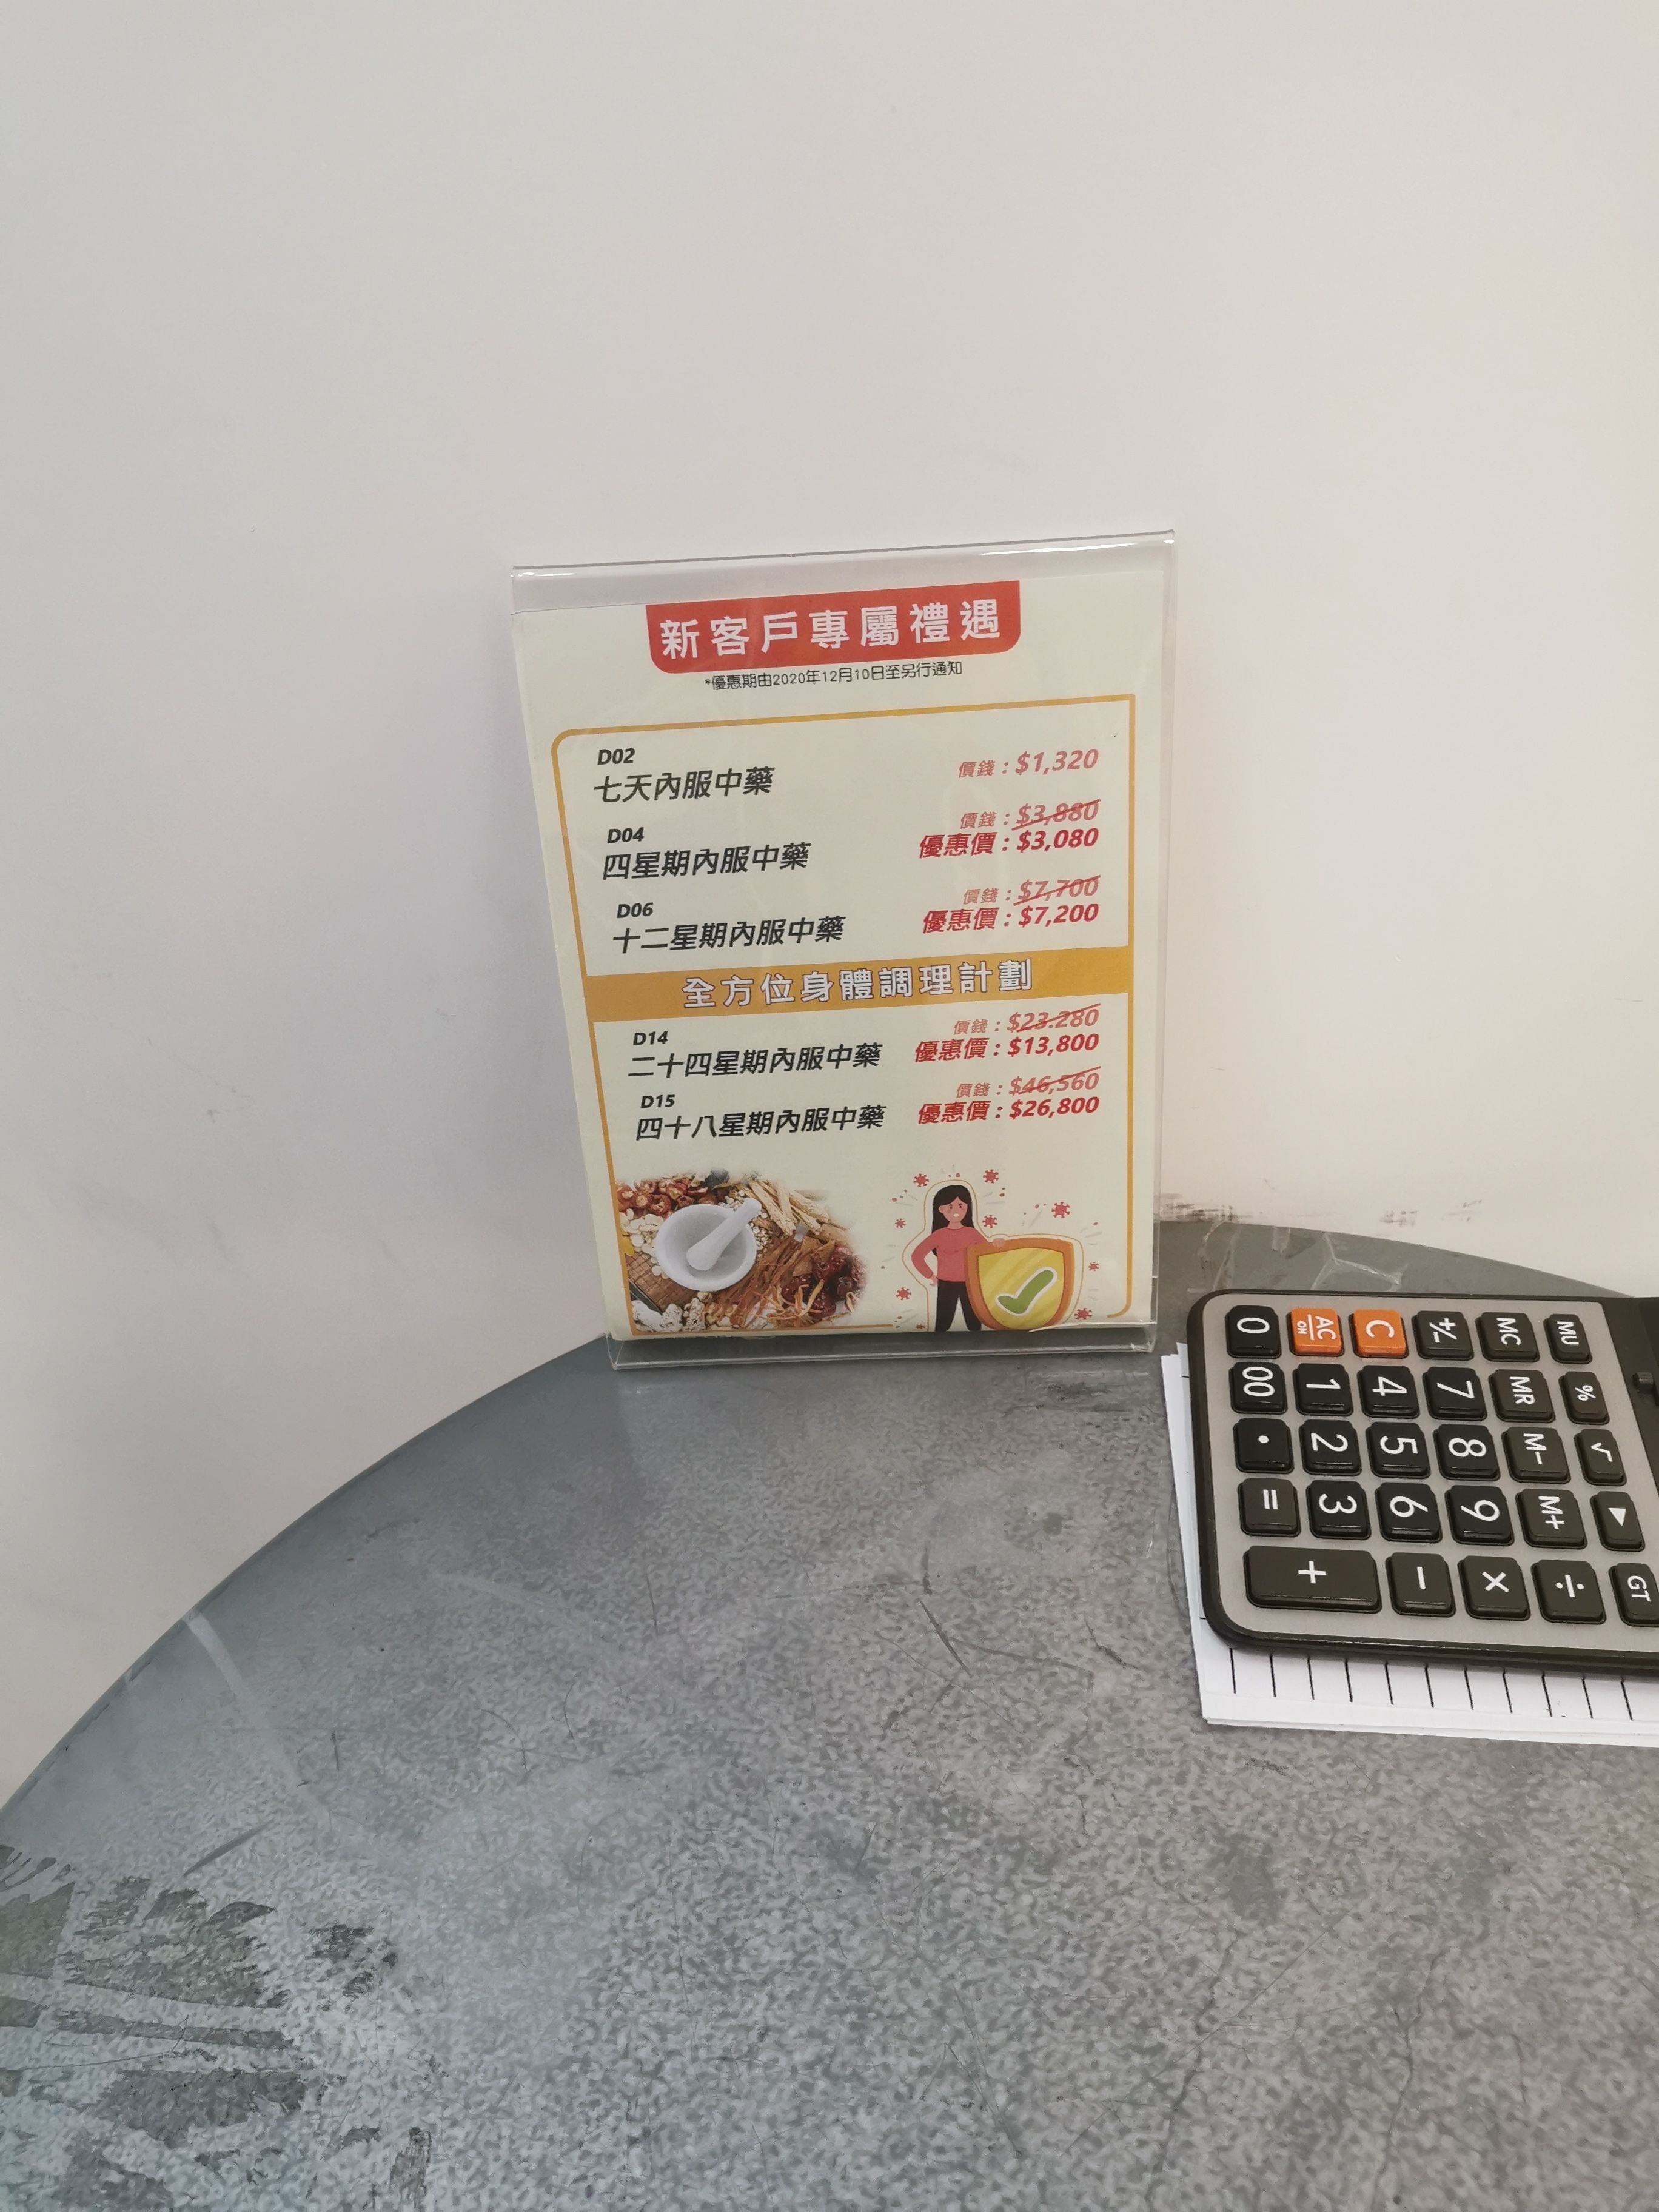 新客戶專屬禮遇
*優惠期由2020年12月10日至另行通知
D02
七天內服中藥 價錢：$1,320
D04
四星期內服中藥
價錢：$3,880
優惠價：$3,080
D06
十二星期內服中藥
價錢：$7,700
優惠價：$7,200
全方位身體調理計劃
D14
二十四星期內服中藥
價錢：$23.280
優惠價：$13,800
D15
四十八星期內服中藥
價錢：$46,560
優惠價：$26,800
0 AC ON C +/- MC MU
00 1 4 7 MR %
· 2 5 8 M- √
= 3 6 9 M+ ▶
+ - × ÷ GT